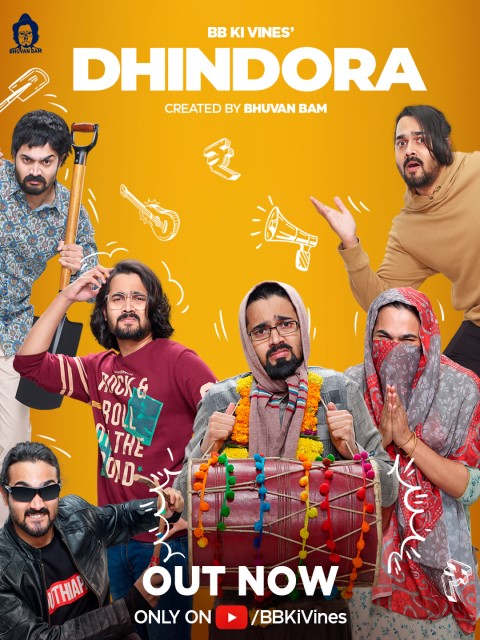 BHUVAN BAM
BB KI VINES'
DHINDORA
CREATED BY BHUVAN BAM
ROCK &
ROLL
ON THE
ROAD
OUT NOW
ONLY ON /BBKiVines